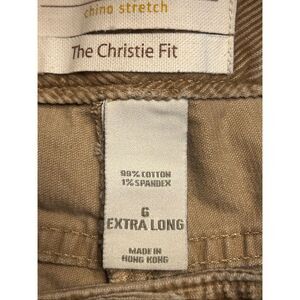 chino stretch
The Christie Fit
99% COTTON
1% SPANDEX
6
EXTRA LONG
MADE IN
HONG KONG